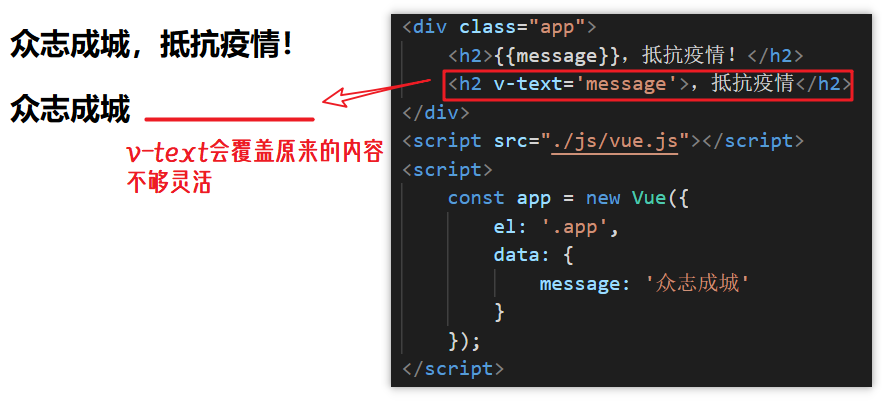 众志成城，抵抗疫情！
众志成城
v-text会覆盖原来的内容
不够灵活
<div class="app">
<h2>{{message}}，抵抗疫情！</h2>
<h2 v-text='message'>，抵抗疫情</h2>
</div>
<script src="./js/vue.js"></script>
<script>
const app = new Vue({
el: '.app',
data: {
message: '众志成城'
}
});
</script>